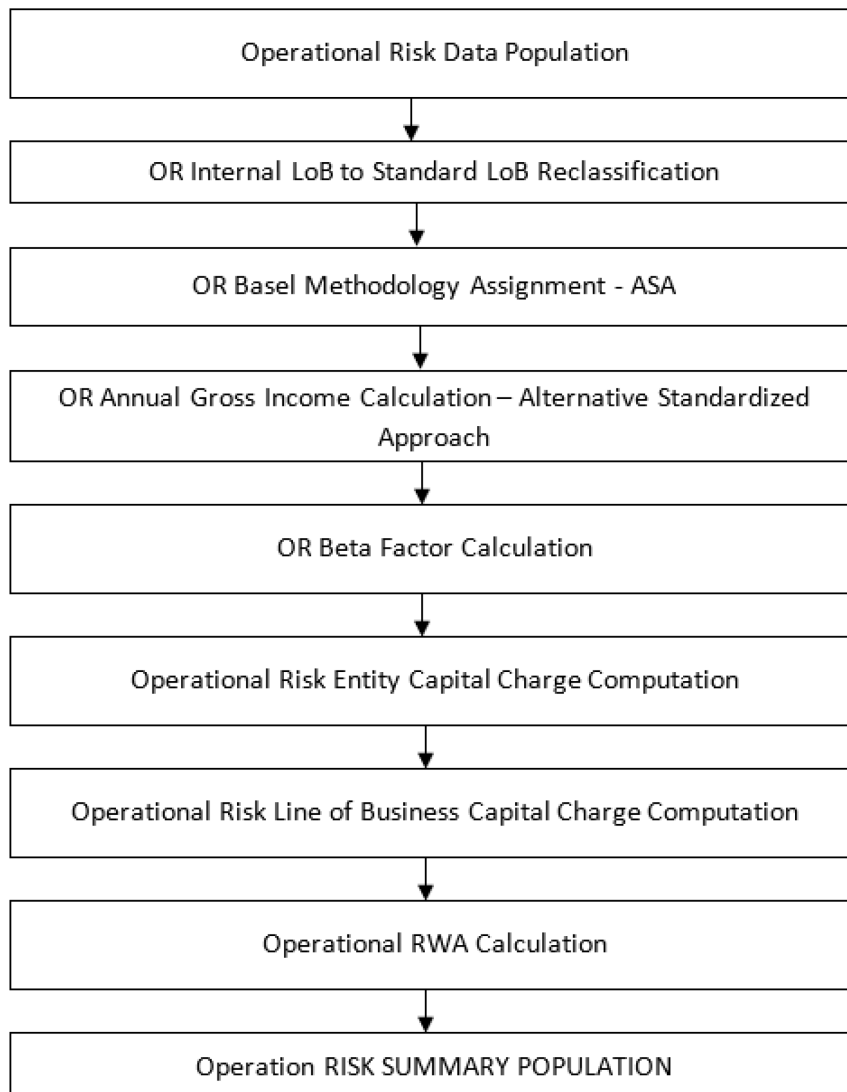 Operational Risk Data Population
OR Internal LoB to Standard LoB Reclassification
OR Basel Methodology Assignment - ASA
OR Annual Gross Income Calculation – Alternative Standardized
Approach
OR Beta Factor Calculation
Operational Risk Entity Capital Charge Computation
Operational Risk Line of Business Capital Charge Computation
Operational RWA Calculation
Operation RISK SUMMARY POPULATION